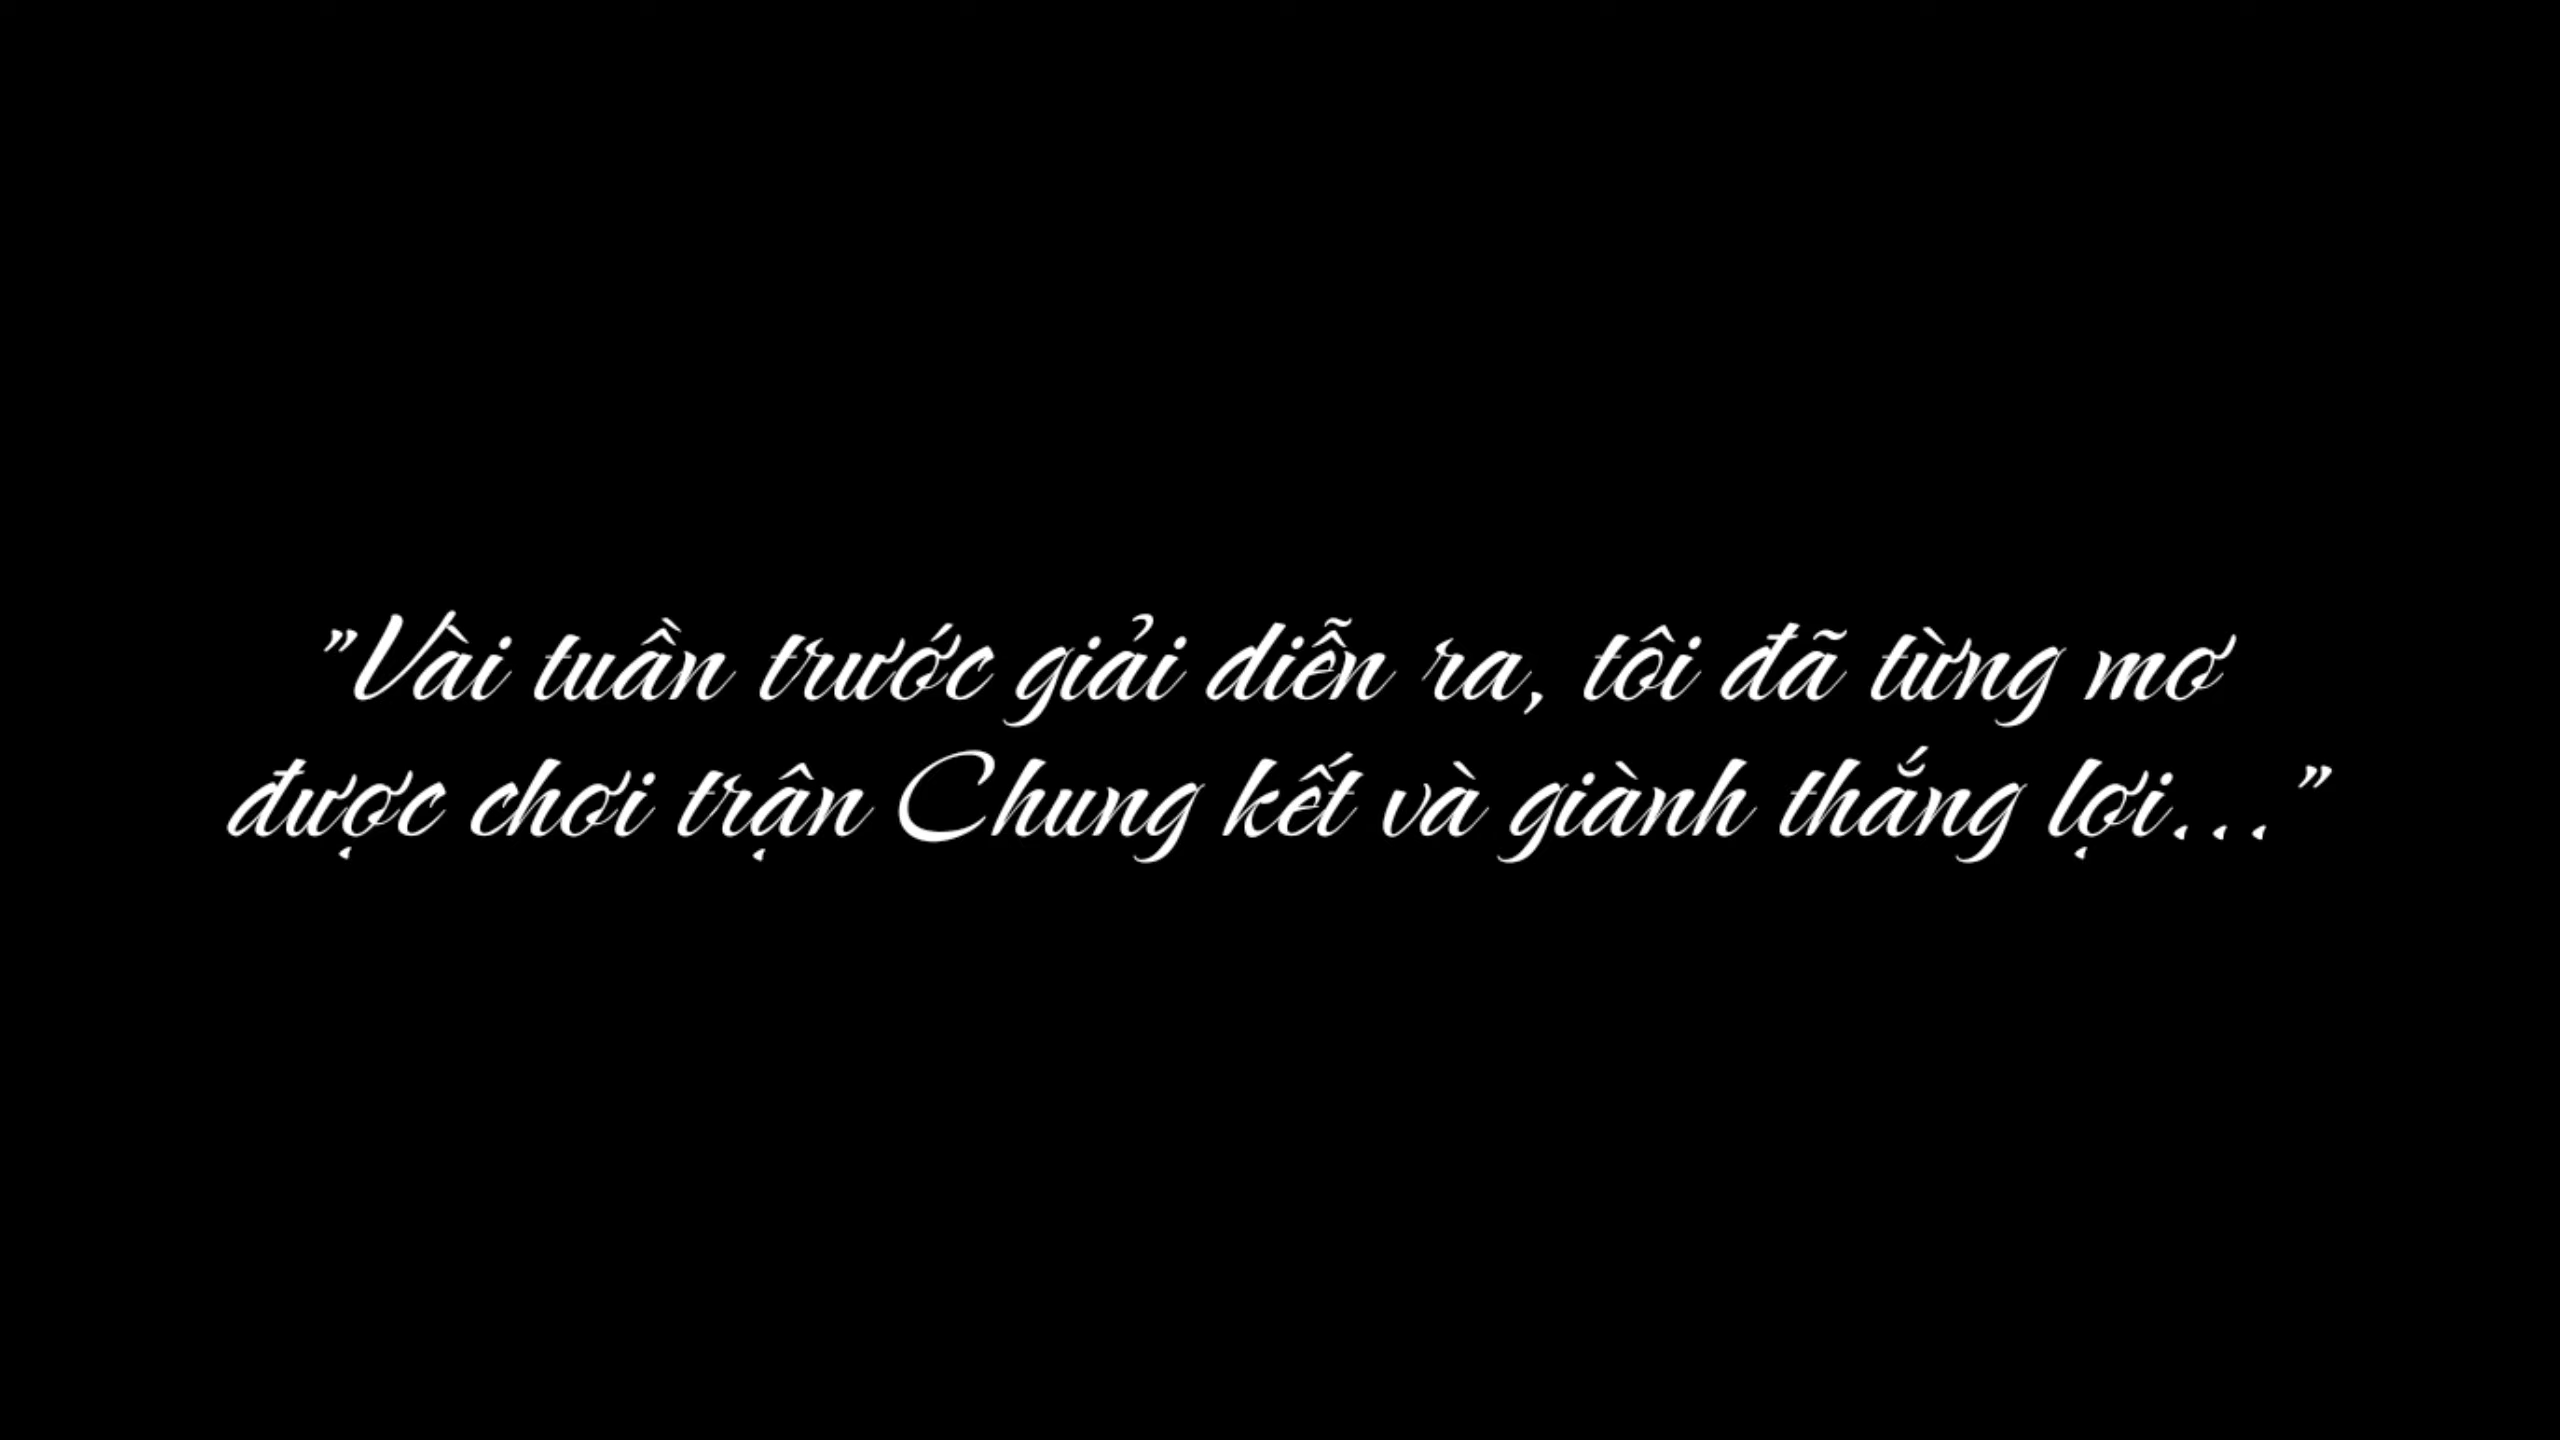 "Vài tuần trước giải diễn ra, tôi đã từng mơ
được chơi trận Chung kết và giành thắng lợi..."